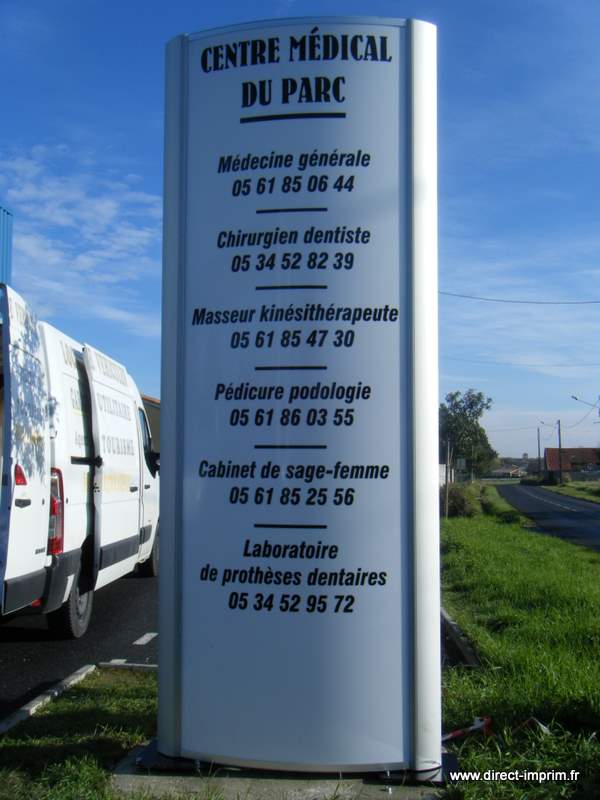 CENTRE MÉDICAL
DU PARC
Médecine générale
05 61 85 06 44
Chirurgien dentiste
05 34 52 82 39
Masseur kinésithérapeute
05 61 85 47 30
Pédicure podologie
05 61 86 03 55
Cabinet de sage-femme
05 61 85 25 56
Laboratoire
de prothèses dentaires
05 34 52 95 72
UTILITAIRE
TOURISME
www.direct-imprim.fr